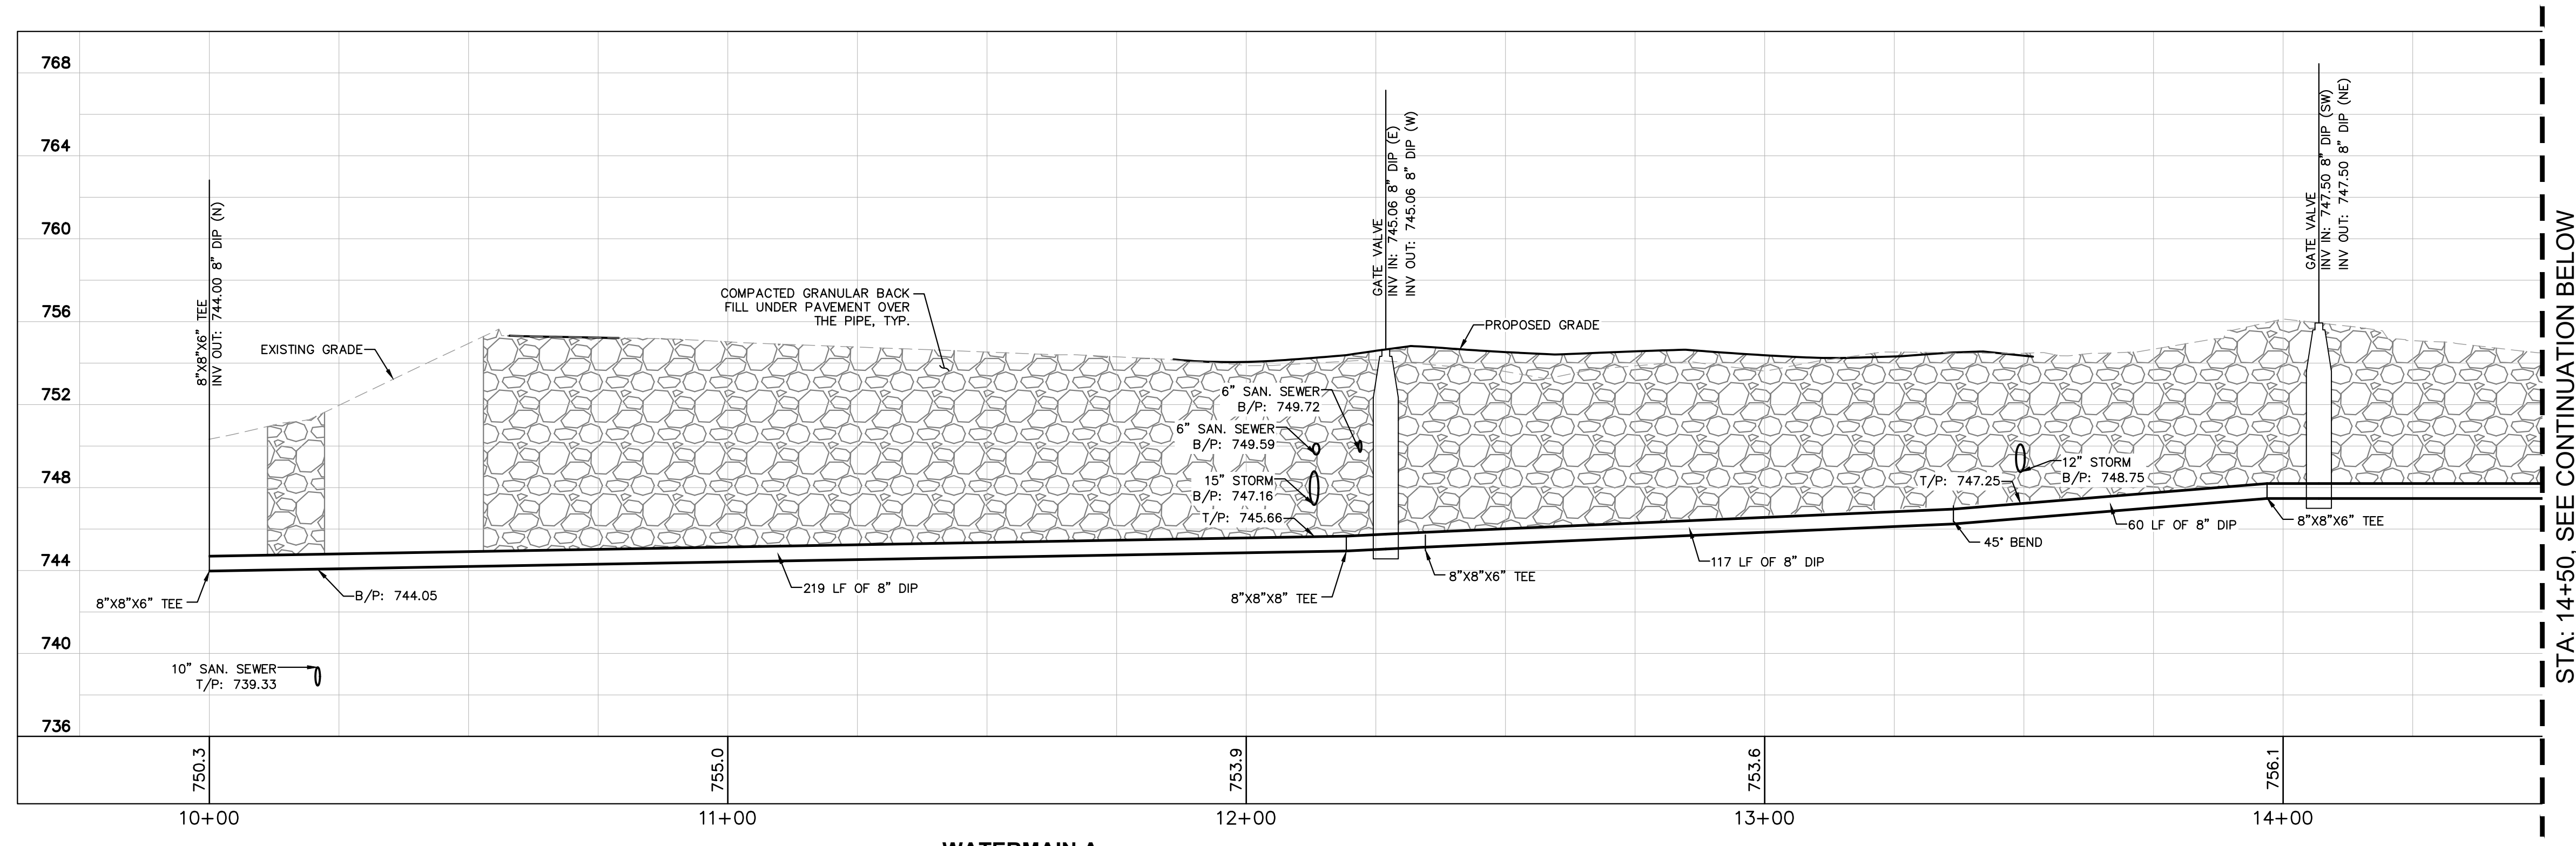 768
764
760
756
752
748
744
740
736
8"X8"X6" TEE
INV OUT: 744.00 8" DIP (N)
EXISTING GRADE
COMPACTED GRANULAR BACK
FILL UNDER PAVEMENT OVER
THE PIPE, TYP.
GATE VALVE
INV IN: 745.06 8" DIP (E)
INV OUT: 745.06 8" DIP (W)
PROPOSED GRADE
GATE VALVE
INV IN: 747.50 8" DIP (SW)
INV OUT: 747.50 8" DIP (NE)
6" SAN. SEWER
B/P: 749.72
6" SAN. SEWER
B/P: 749.59
15" STORM
B/P: 747.16
T/P: 745.66
T/P: 747.25
12" STORM
B/P: 748.75
8"X8"X6" TEE
B/P: 744.05
219 LF OF 8" DIP
8"X8"X8" TEE
8"X8"X6" TEE
117 LF OF 8" DIP
45° BEND
60 LF OF 8" DIP
8"X8"X6" TEE
10" SAN. SEWER
T/P: 739.33
750.3
755.0
753.9
753.6
756.1
10+00
11+00
12+00
13+00
14+00
STA: 14+50, SEE CONTINUATION BELOW
WATERMAIN A